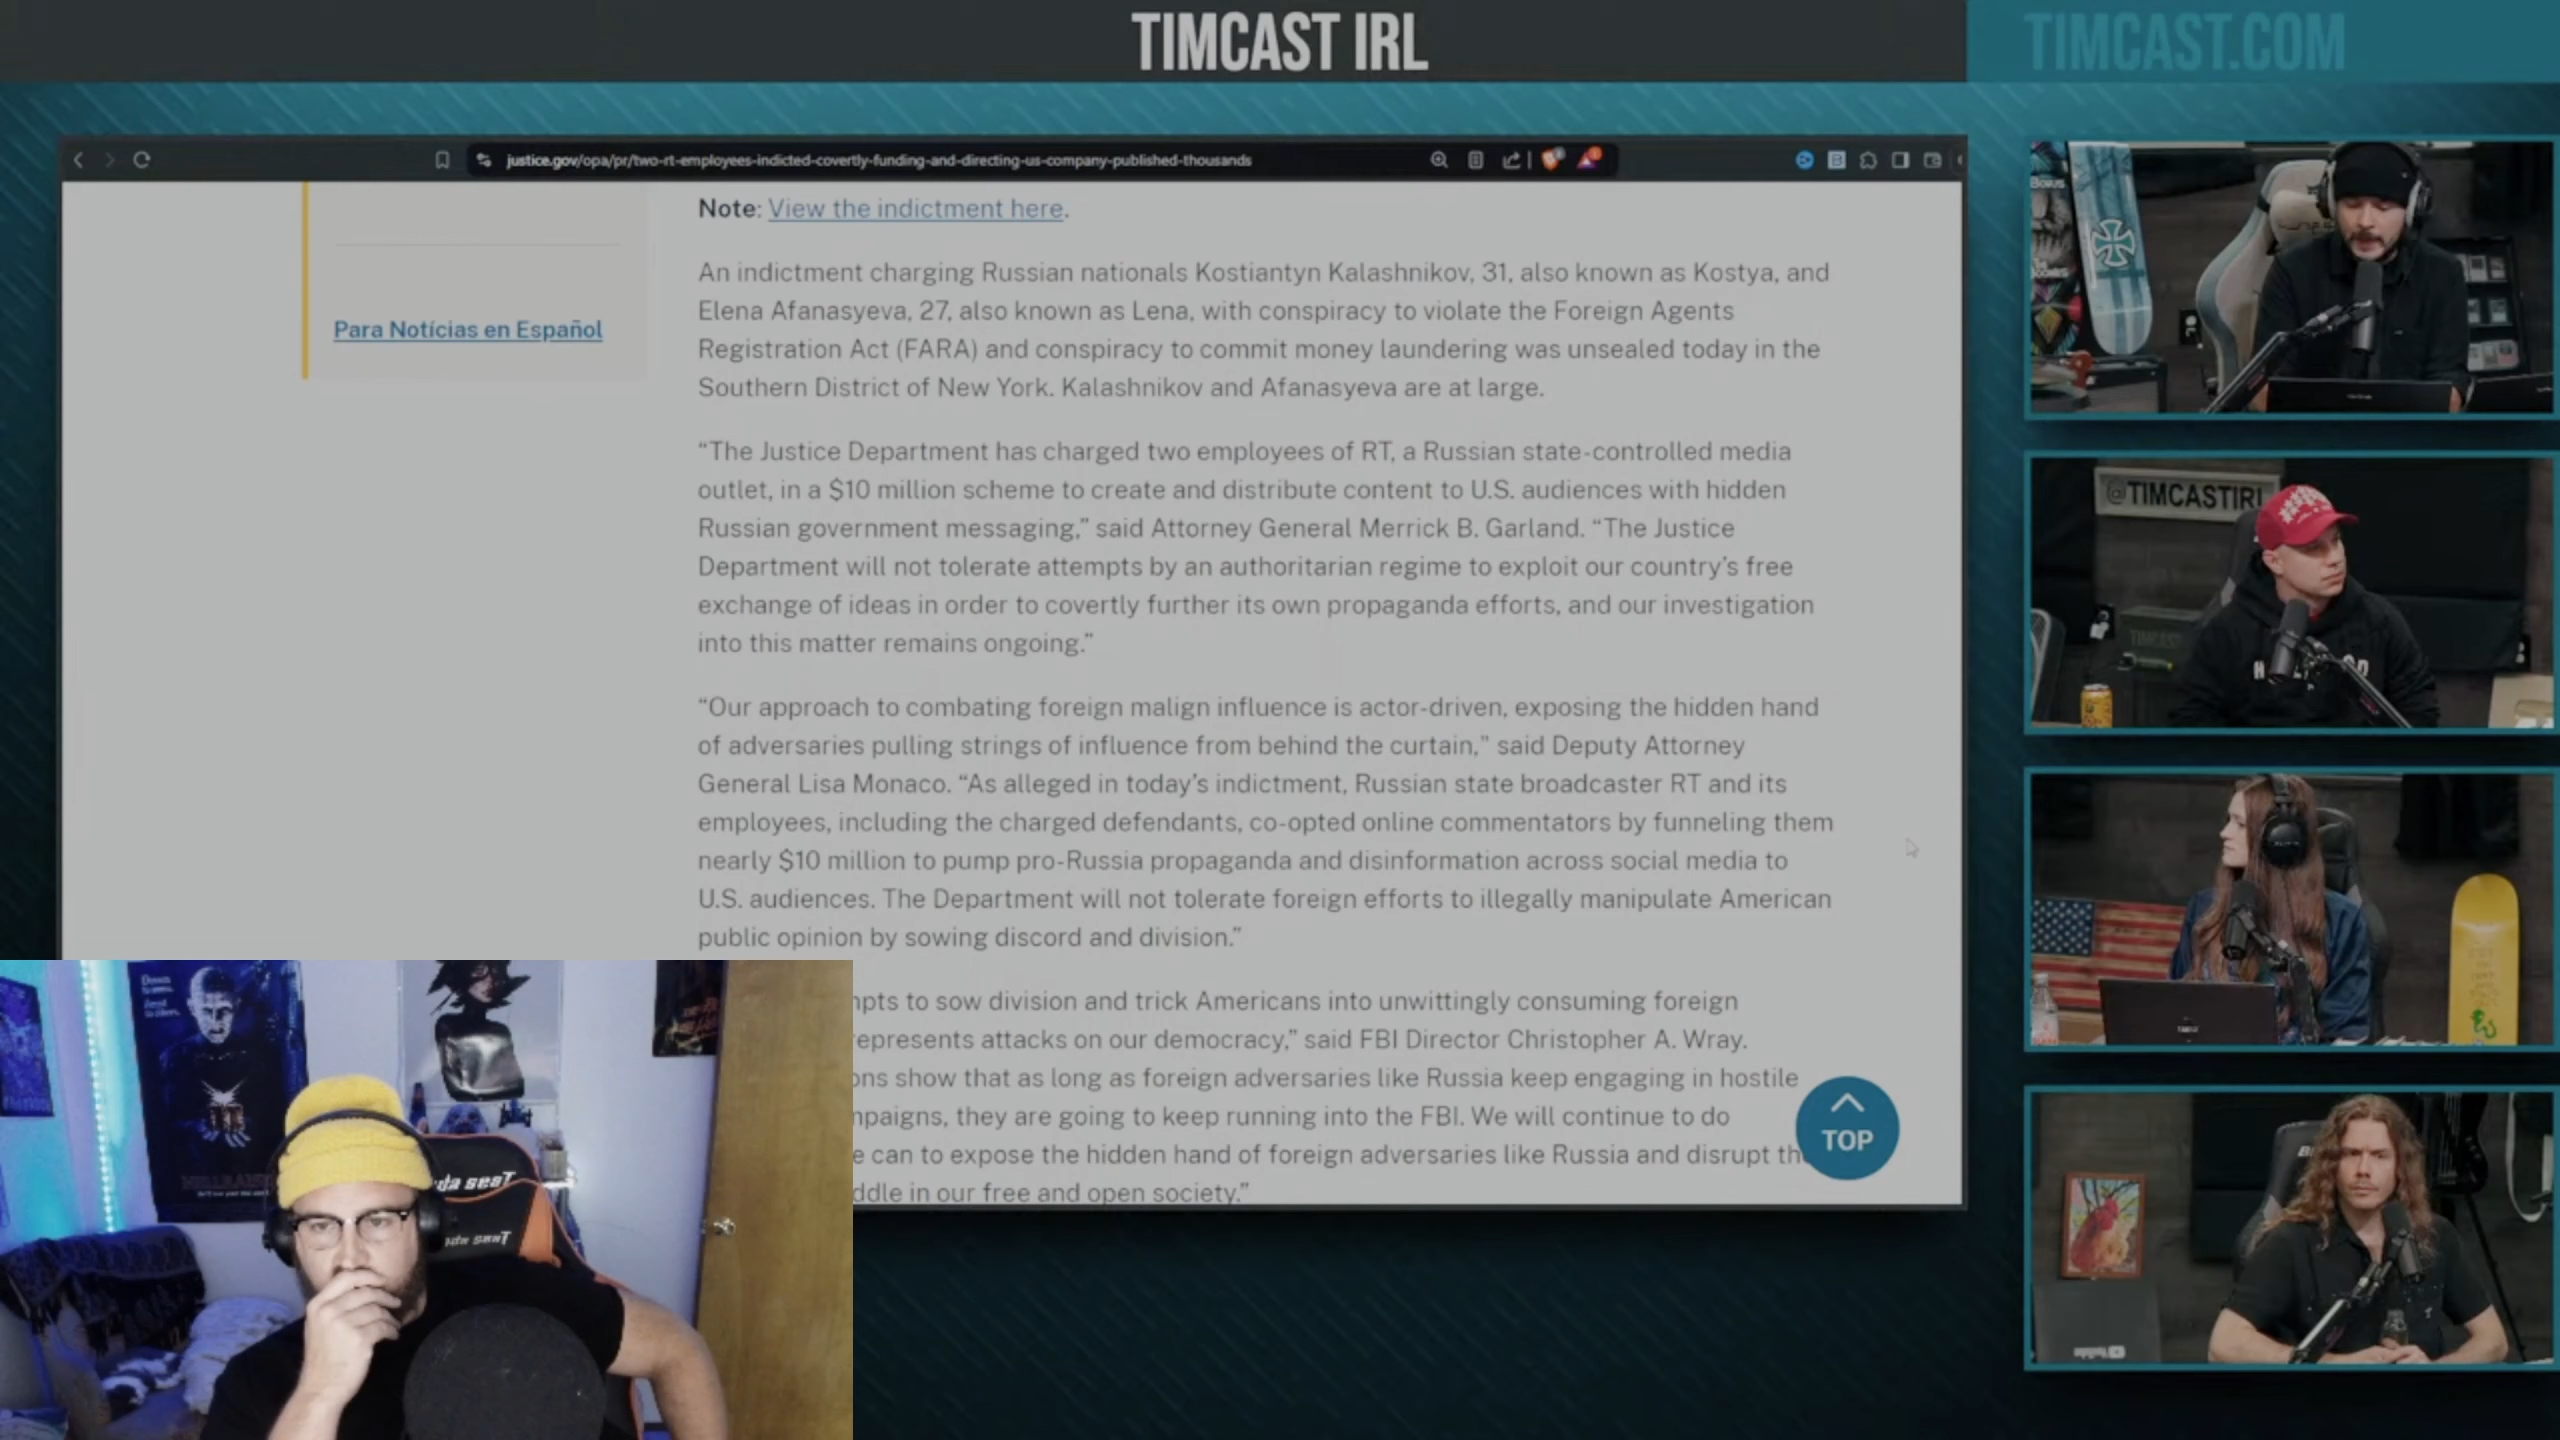 TIMCAST IRL
TIMCAST.COM
justice.gov/opa/pr/two-rt-employees-indicted-covertly-funding-and-directing-us-company-published-thousands
Note: View the indictment here.
Para Notícias en Español
An indictment charging Russian nationals Kostiantyn Kalashnikov, 31, also known as Kostya, and
Elena Afanasyeva, 27, also known as Lena, with conspiracy to violate the Foreign Agents
Registration Act (FARA) and conspiracy to commit money laundering was unsealed today in the
Southern District of New York. Kalashnikov and Afanasyeva are at large.
“The Justice Department has charged two employees of RT, a Russian state-controlled media
outlet, in a $10 million scheme to create and distribute content to U.S. audiences with hidden
Russian government messaging,” said Attorney General Merrick B. Garland. “The Justice
Department will not tolerate attempts by an authoritarian regime to exploit our country’s free
exchange of ideas in order to covertly further its own propaganda efforts, and our investigation
into this matter remains ongoing.”
“Our approach to combating foreign malign influence is actor-driven, exposing the hidden hand
of adversaries pulling strings of influence from behind the curtain,” said Deputy Attorney
General Lisa Monaco. “As alleged in today’s indictment, Russian state broadcaster RT and its
employees, including the charged defendants, co-opted online commentators by funneling them
nearly $10 million to pump pro-Russia propaganda and disinformation across social media to
U.S. audiences. The Department will not tolerate foreign efforts to illegally manipulate American
public opinion by sowing discord and division.”
mpts to sow division and trick Americans into unwittingly consuming foreign
represents attacks on our democracy,” said FBI Director Christopher A. Wray.
ons show that as long as foreign adversaries like Russia keep engaging in hostile
mpaigns, they are going to keep running into the FBI. We will continue to do
e can to expose the hidden hand of foreign adversaries like Russia and disrupt th
ddle in our free and open society.”
TOP
@TIMCASTIRL